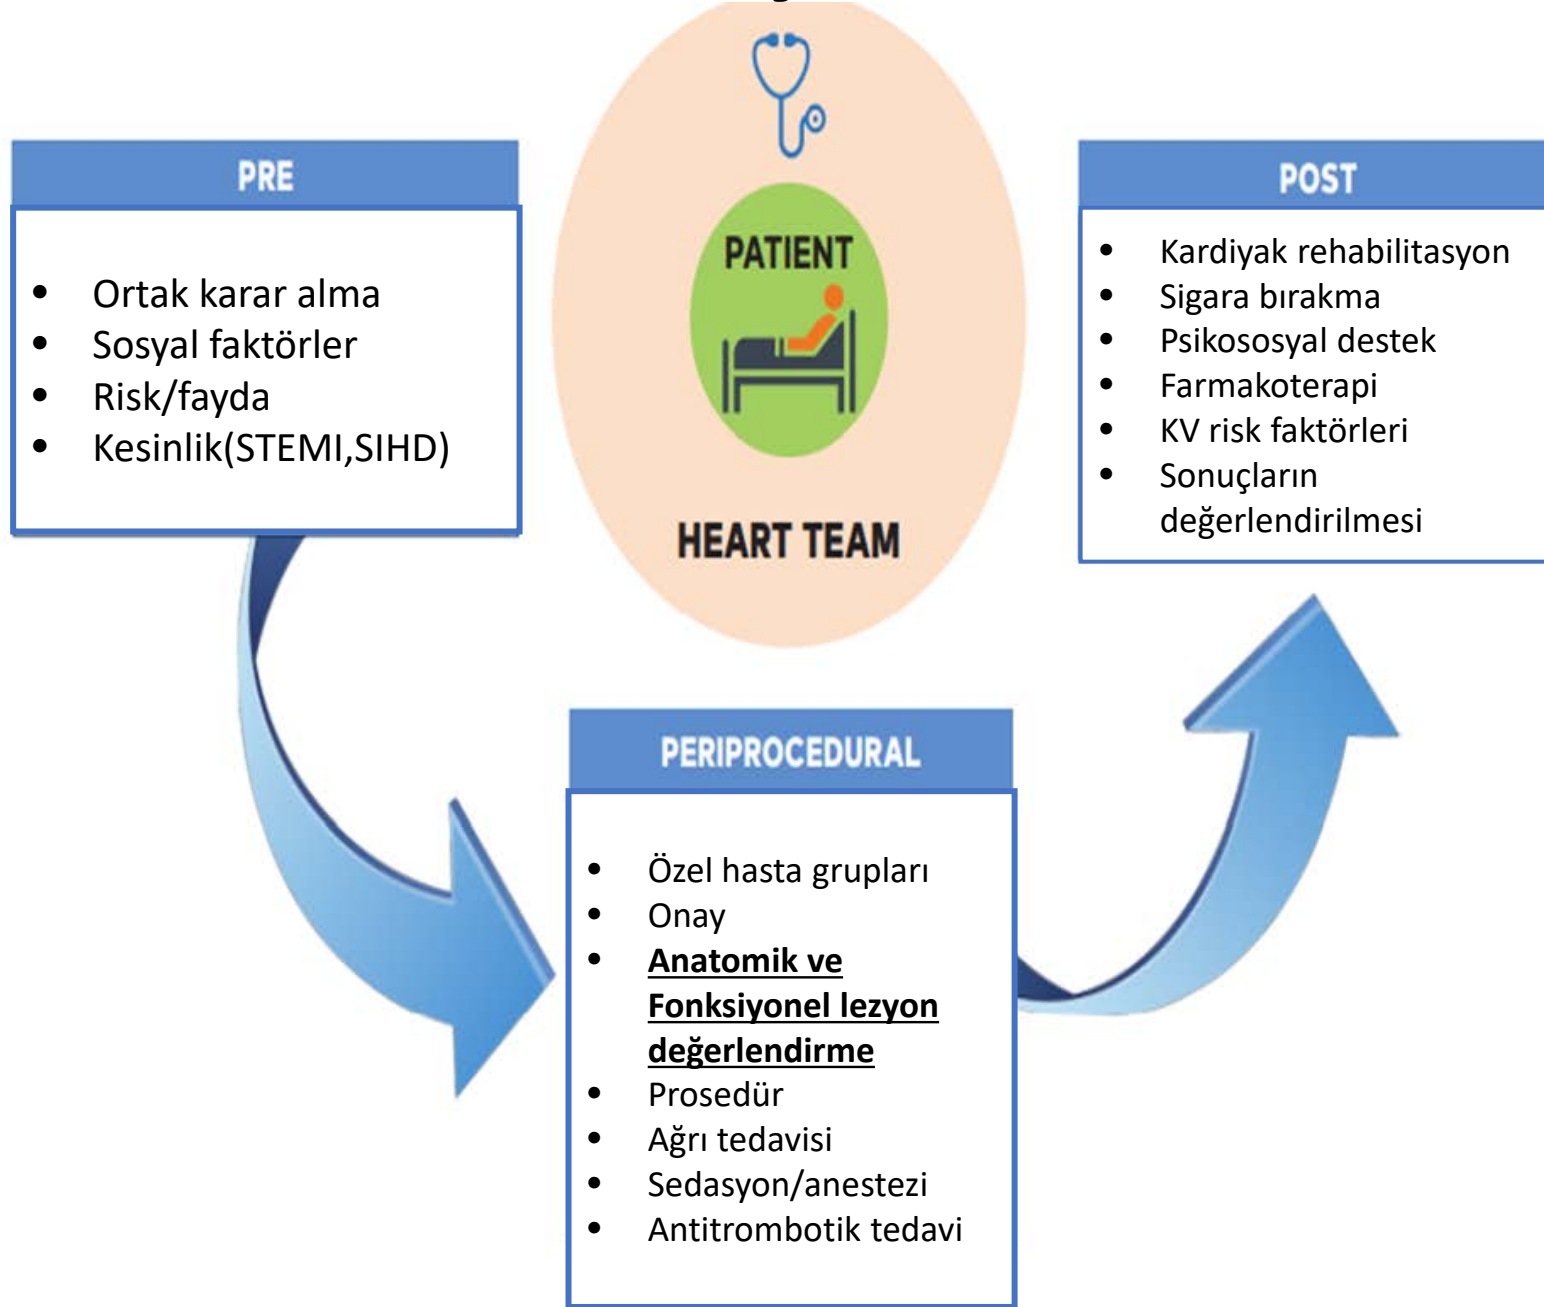 PRE
• Ortak karar alma
• Sosyal faktörler
• Risk/fayda
• Kesinlik(STEMI,SIHD)
PATIENT
HEART TEAM
POST
• Kardiyak rehabilitasyon
• Sigara bırakma
• Psikososyal destek
• Farmakoterapi
• KV risk faktörleri
• Sonuçların
değerlendirilmesi
PERIPROCEDURAL
• Özel hasta grupları
• Onay
• Anatomik ve
Fonksiyonel lezyon
değerlendirme
• Prosedür
• Ağrı tedavisi
• Sedasyon/anestezi
• Antitrombotik tedavi